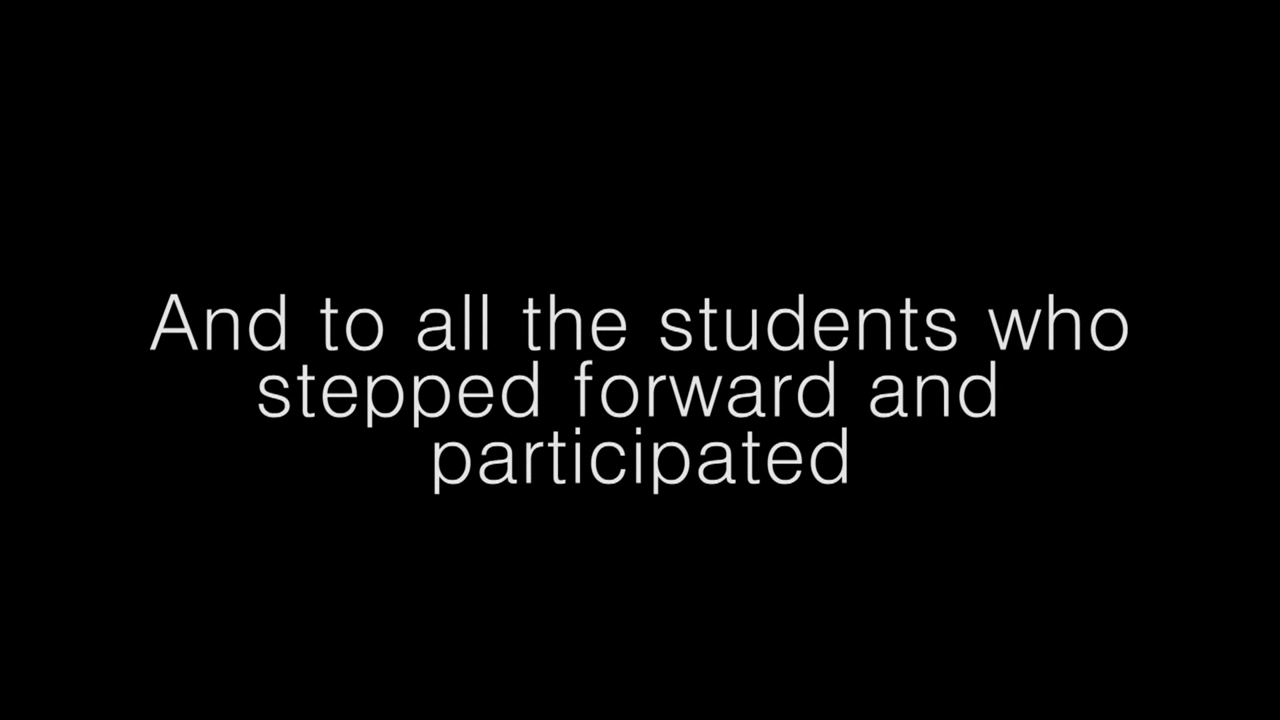 And to all the students who
stepped forward and
participated